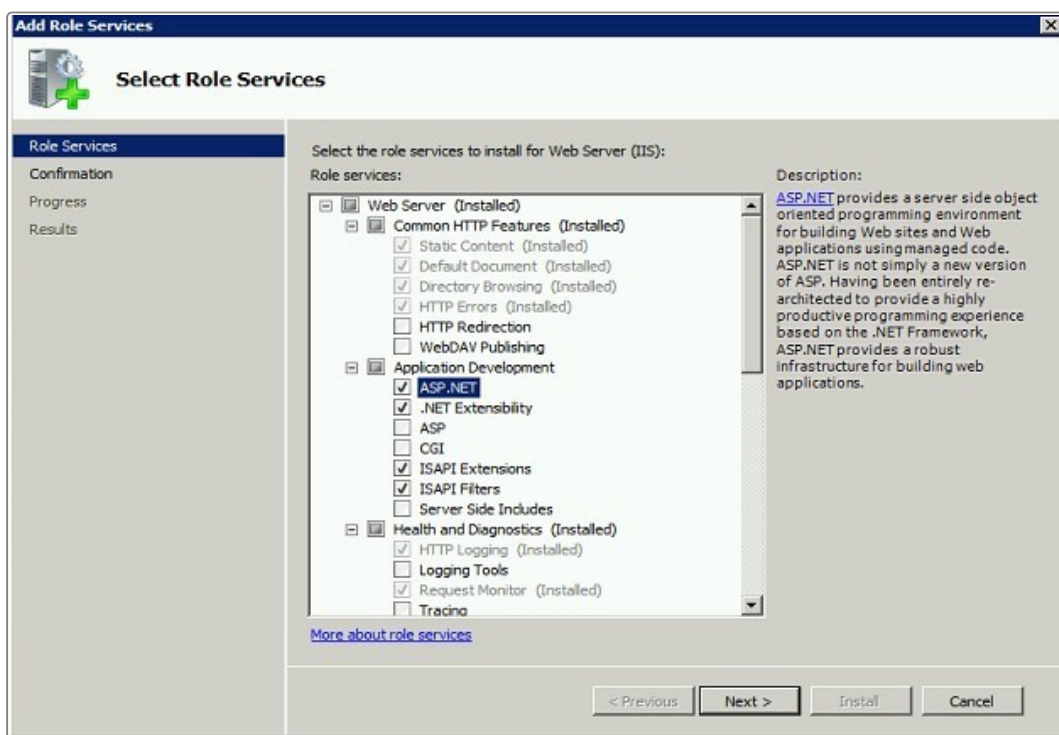 Add Role Services
Select Role Services
Role Services
Confirmation
Progress
Results
Select the role services to install for Web Server (IIS):
Role services:
Web Server (Installed)
Common HTTP Features (Installed)
Static Content (Installed)
Default Document (Installed)
Directory Browsing (Installed)
HTTP Errors (Installed)
HTTP Redirection
WebDAV Publishing
Application Development
ASP.NET
.NET Extensibility
ASP
CGI
ISAPI Extensions
ISAPI Filters
Server Side Includes
Health and Diagnostics (Installed)
HTTP Logging (Installed)
Logging Tools
Request Monitor (Installed)
Tracing
More about role services
Description:
ASP.NET provides a server side object
oriented programming environment
for building Web sites and Web
applications using managed code.
ASP.NET is not simply a new version
of ASP. Having been entirely re-
architected to provide a highly
productive programming experience
based on the .NET Framework,
ASP.NET provides a robust
infrastructure for building web
applications.
< Previous
Next >
Install
Cancel